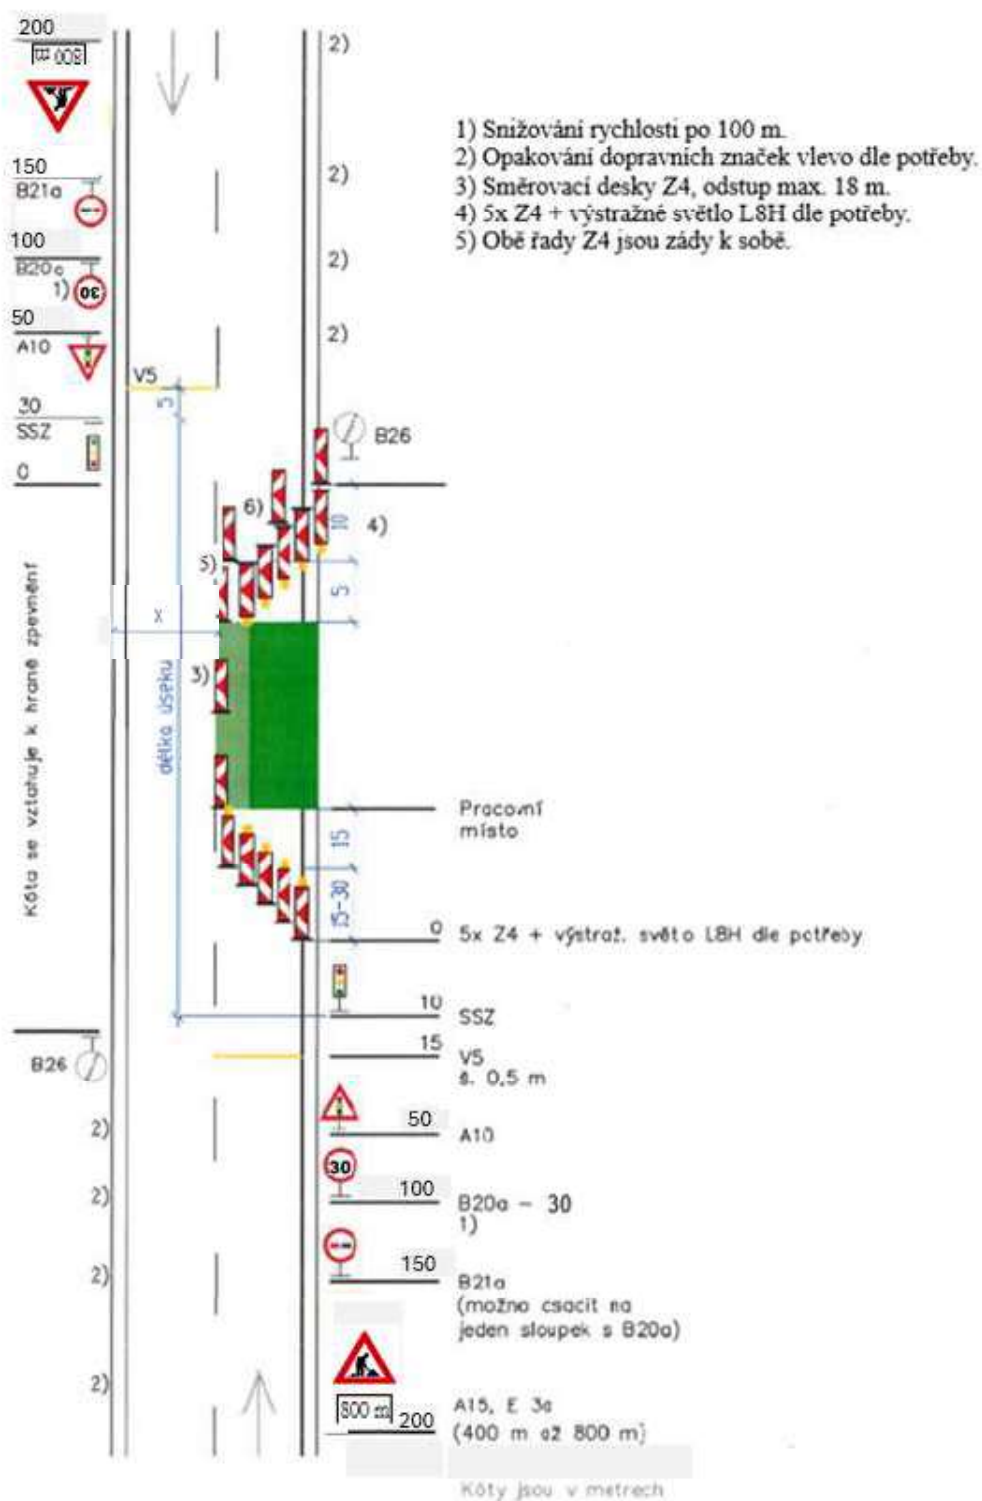 200
800 m
2)
1) Snižování rychlosti po 100 m.
2) Opakování dopravních značek vlevo dle potřeby.
3) Směrovací desky Z4, odstup max. 18 m.
4) 5x Z4 + výstražné světlo L8H dle potřeby.
5) Obě řady Z4 jsou zády k sobě.
150
B21a
2)
100
B20a
1)
30
2)
50
A10
2)
V5
5
30
SSZ
B26
0
6)
10
4)
5)
5
x
3)
délka úseku
Kóta se vztahuje k hraně zpevnění
Pracovní
místo
15
15-30
0
5x Z4 + výstraž. světo L8H dle potřeby
10
SSZ
15
V5
š. 0,5 m
B26
2)
50
A10
30
2)
100
B20a - 30
1)
2)
150
B21a
(možno csacit na
jeden sloupek s B20a)
2)
800 m
200
A15, E 3a
(400 m až 800 m)
Kóty jsou v metrech